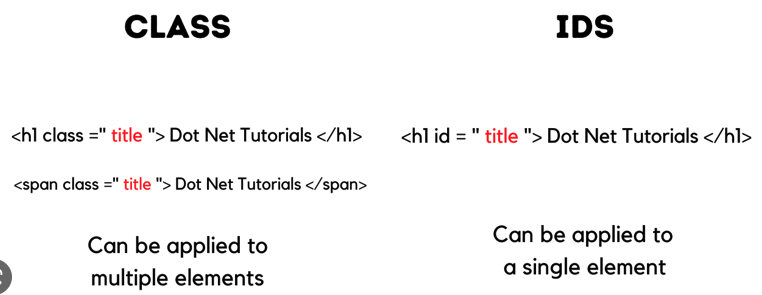 CLASS
<h1 class =" title "> Dot Net Tutorials </h1>
<span class =" title "> Dot Net Tutorials </span>
Can be applied to
multiple elements
IDS
<h1 id = " title "> Dot Net Tutorials </h1>
Can be applied to
a single element